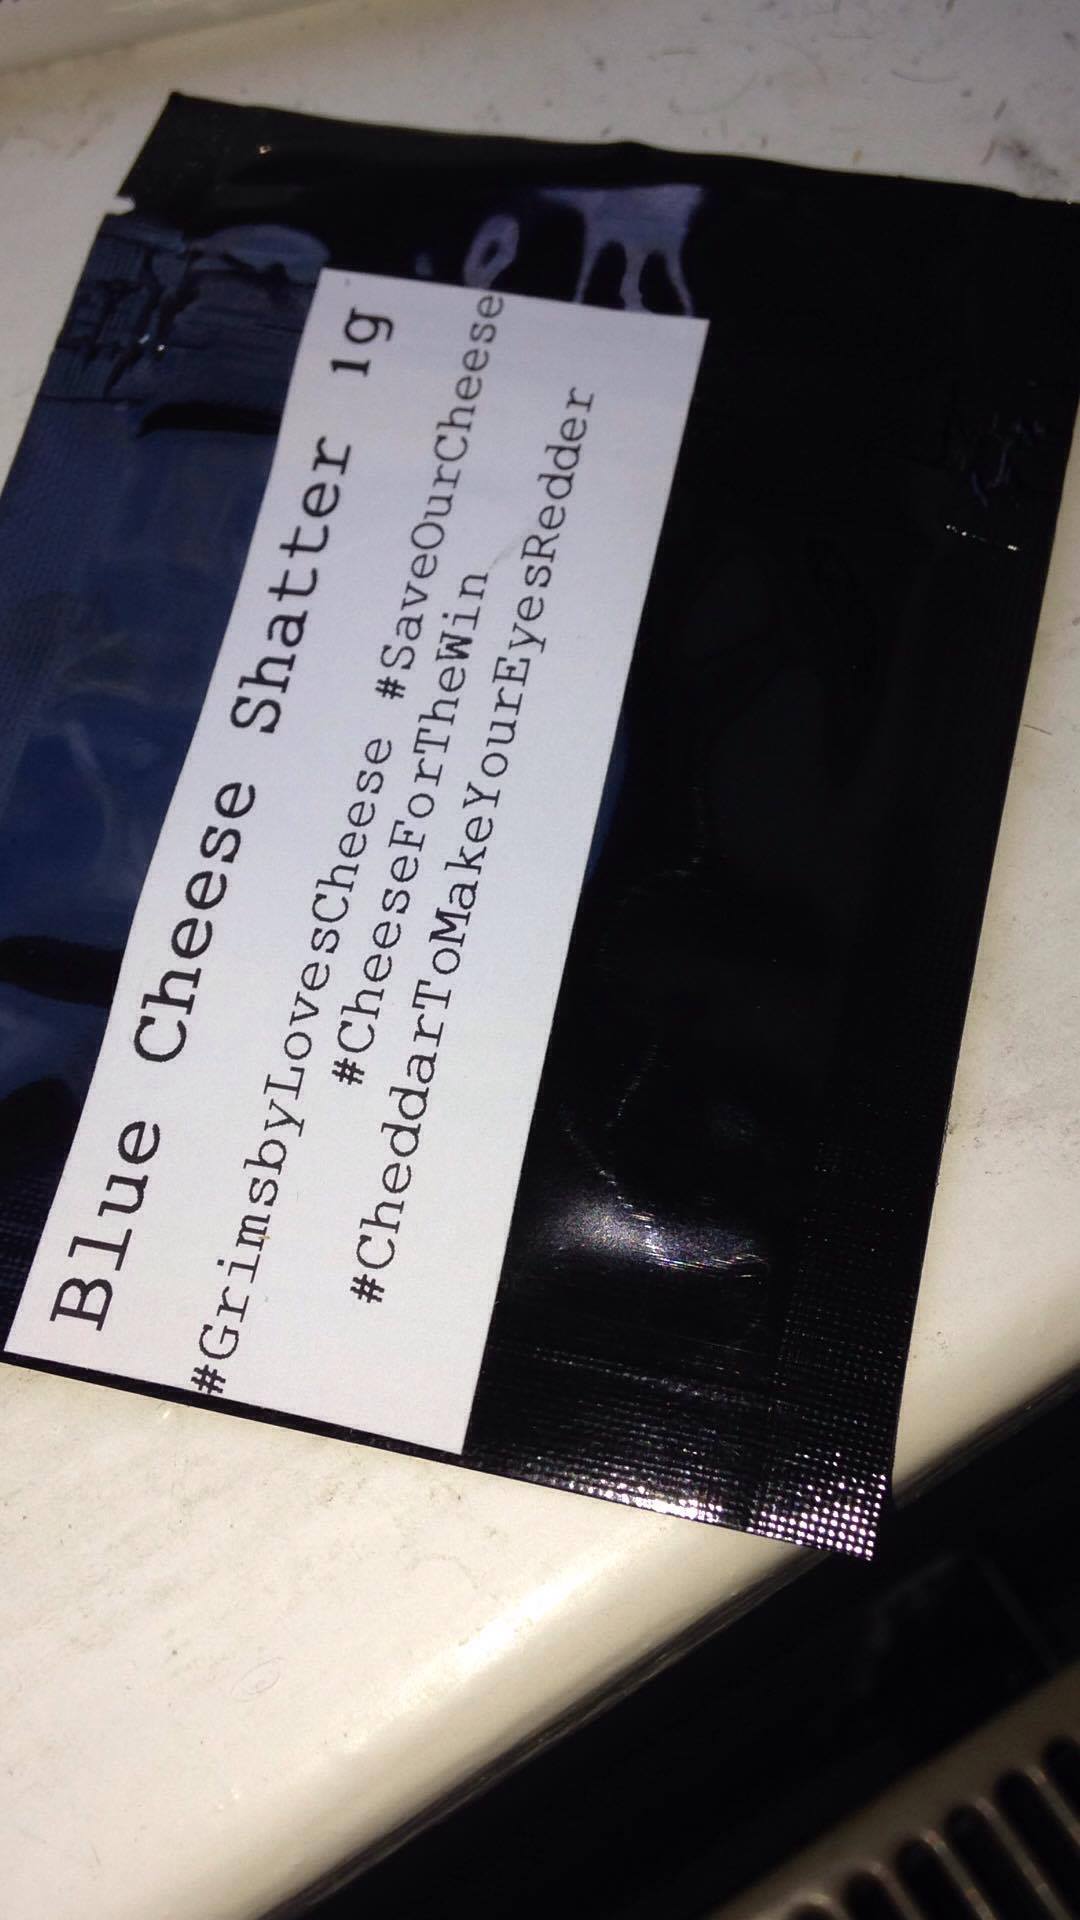 Blue Cheese Shatter 1g
#GrimsbyLovesCheese #SaveOurCheese
#CheeseForTheWin
#CheddarToMakeYourEyesRedder